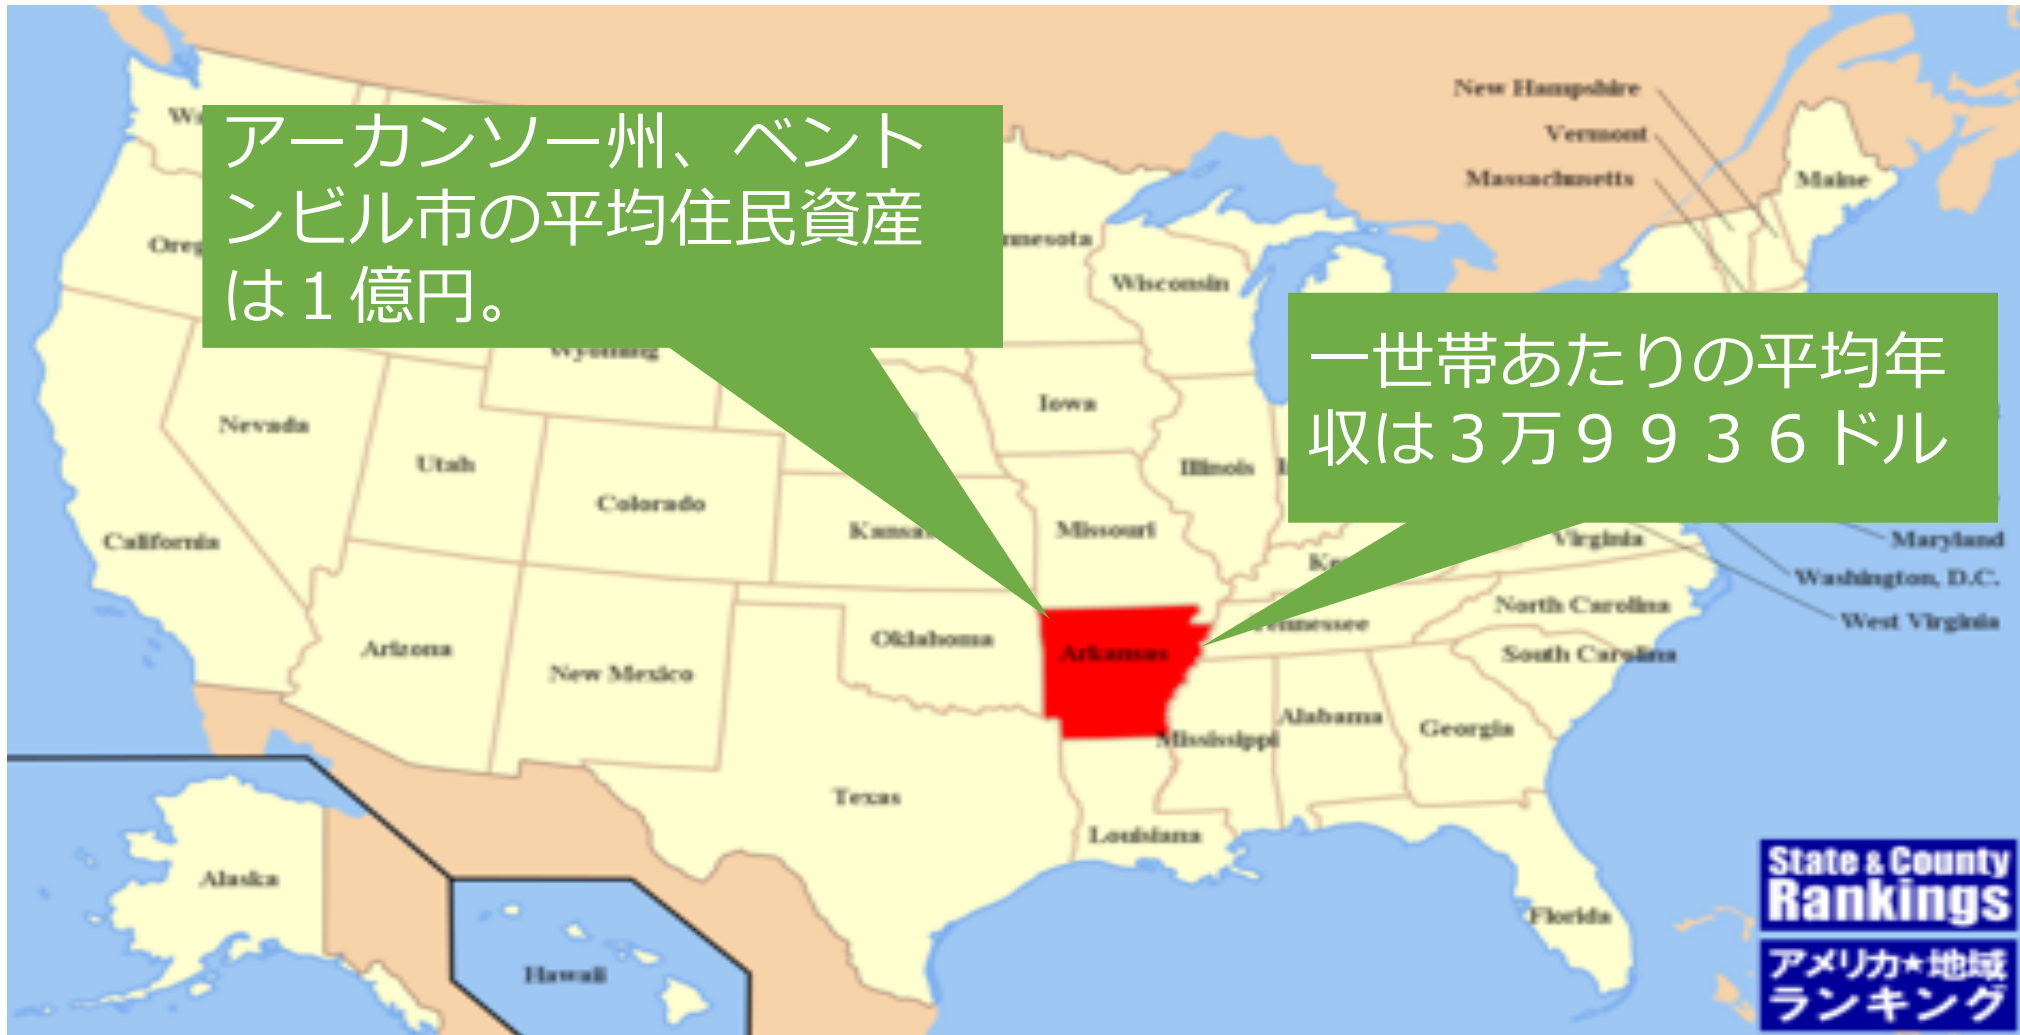 New Hampshire
Vermont
Massachusetts
Maine
アーカンソー州、ベント
ンビル市の平均住民資産
は１億円。
Wisconsin
一世帯あたりの平均年
収は３万９９３６ドル
Wyoming
Iowa
Nevada
Utah
Illinois
Colorado
California
Missouri
Virginia
Maryland
Washington, D.C.
North Carolina
West Virginia
Oklahoma
Arizona
Arkansas
South Carolina
New Mexico
Alabama
Georgia
Mississippi
Texas
Louisiana
Alaska
Florida
Hawaii
State & County
Rankings
アメリカ★地域
ランキング